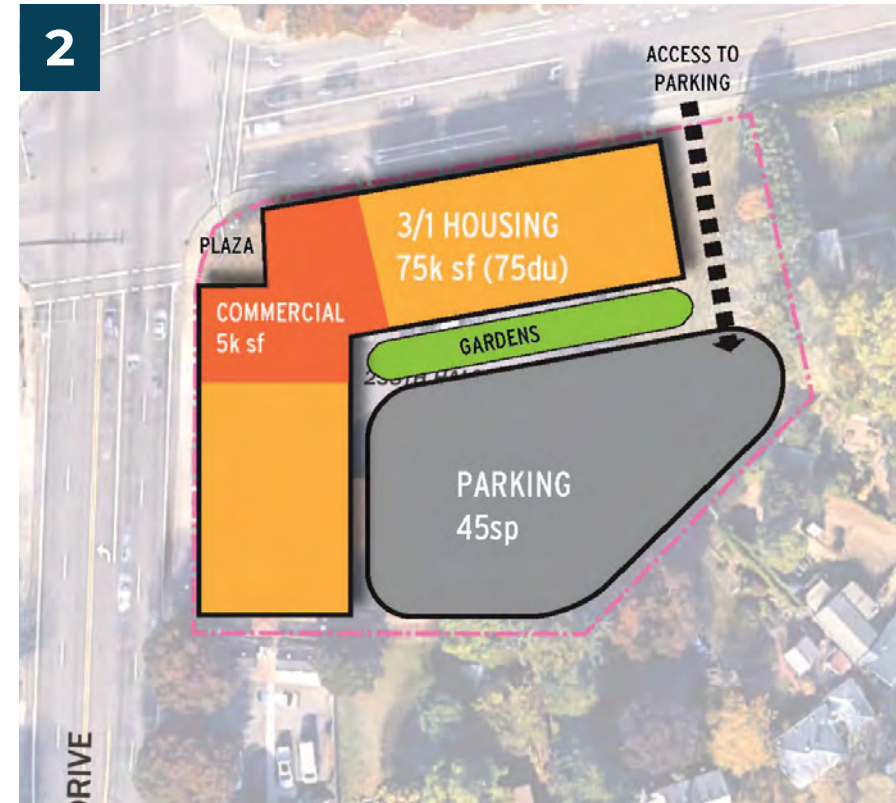 2
ACCESS TO
PARKING
PLAZA
3/1 HOUSING
75k sf (75du)
COMMERCIAL
5k sf
GARDENS
PARKING
45sp
DRIVE